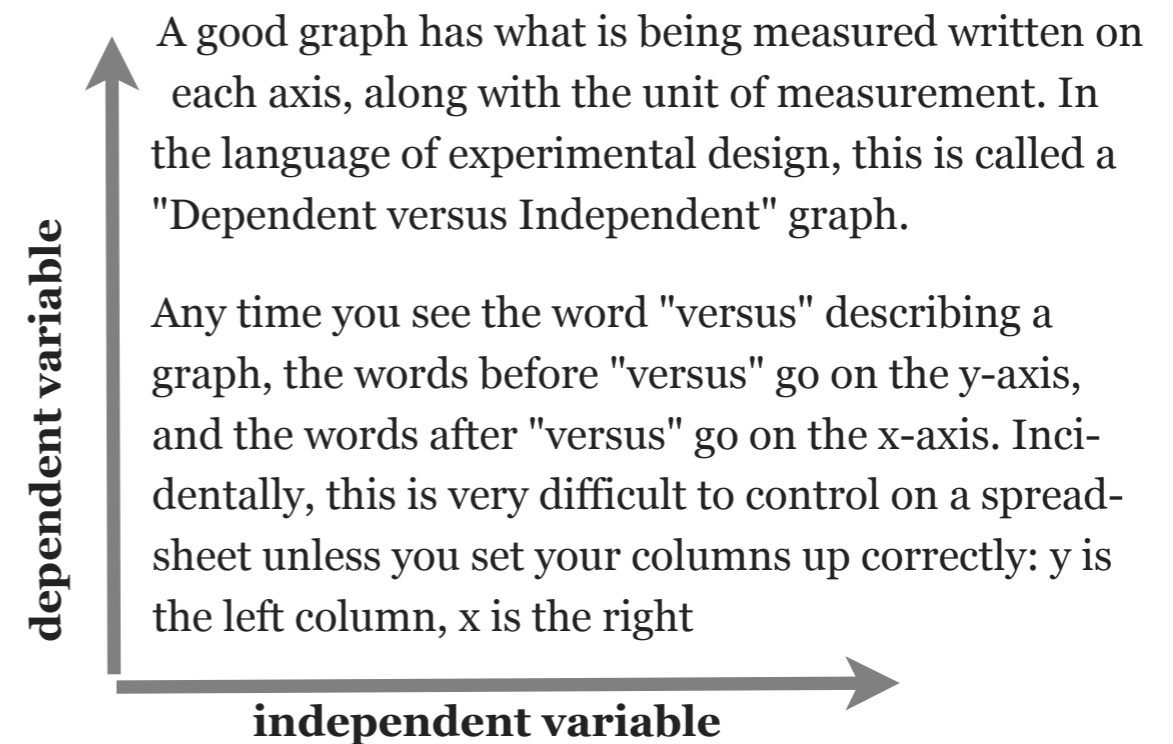 A good graph has what is being measured written on
each axis, along with the unit of measurement. In
the language of experimental design, this is called a
"Dependent versus Independent" graph.
Any time you see the word "versus" describing a
graph, the words before "versus" go on the y-axis,
and the words after "versus" go on the x-axis. Inci-
dentally, this is very difficult to control on a spread-
sheet unless you set your columns up correctly: y is
the left column, x is the right
dependent variable
independent variable